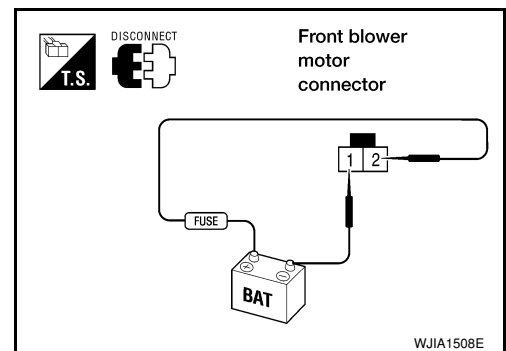 DISCONNECT
T.S.
Front blower
motor
connector
1 2
FUSE
+ −
BAT
WJIA1508E